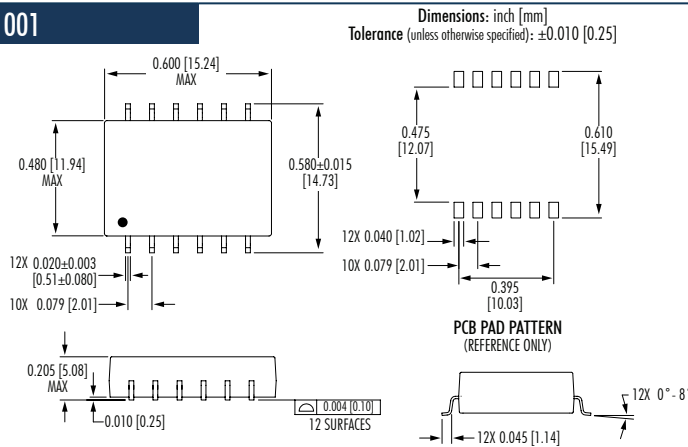 001
Dimensions: inch [mm]
Tolerance (unless otherwise specified): ±0.010 [0.25]
0.600 [15.24]
MAX
0.480 [11.94]
MAX
0.580±0.015
[14.73]
12X 0.020±0.003
[0.51±0.080]
10X 0.079 [2.01]
0.475
[12.07]
0.610
[15.49]
12X 0.040 [1.02]
10X 0.079 [2.01]
0.395
[10.03]
PCB PAD PATTERN
(REFERENCE ONLY)
0.205 [5.08]
MAX
0.010 [0.25]
0.004 [0.10]
12 SURFACES
12X 0°- 8°
12X 0.045 [1.14]